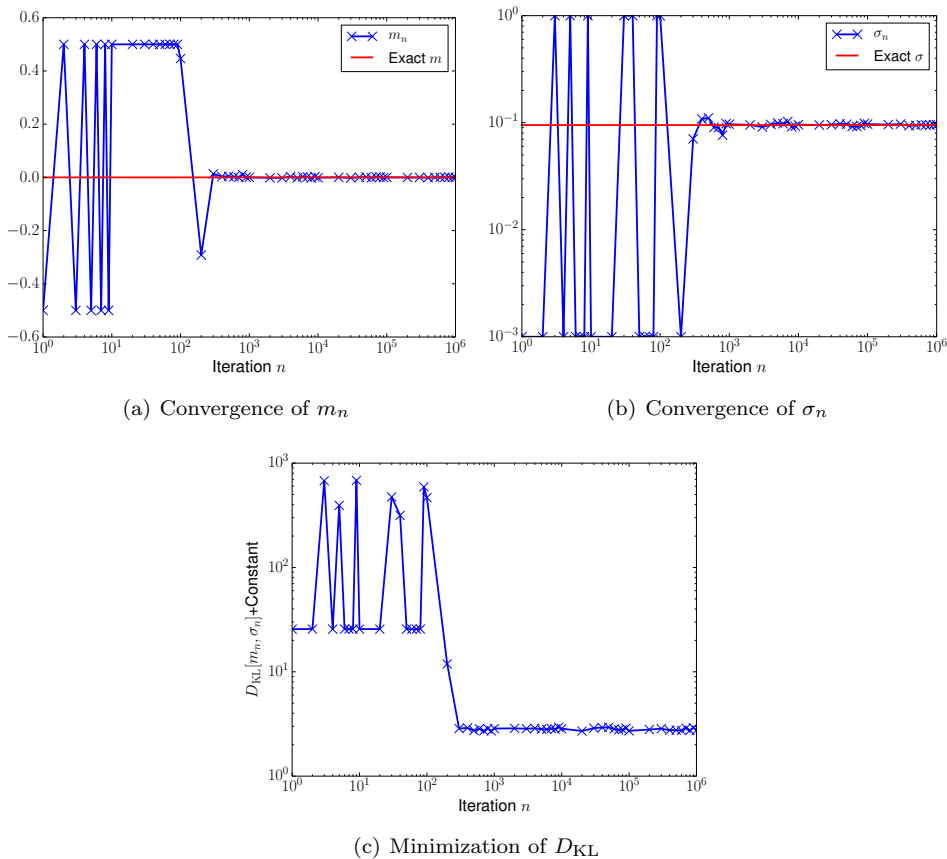 0.6
0.4
0.2
0.0
−0.2
−0.4
−0.6
10^0 10^1 10^2 10^3 10^4 10^5 10^6
Iteration n
m_n
Exact m
(a) Convergence of m_n
10^0
10^{-1}
10^{-2}
10^{-3}
10^0 10^1 10^2 10^3 10^4 10^5 10^6
Iteration n
σ_n
Exact σ
(b) Convergence of σ_n
D_{KL}[m_n, σ_n]+Constant
10^3
10^2
10^1
10^0
10^0 10^1 10^2 10^3 10^4 10^5 10^6
Iteration n
(c) Minimization of D_{KL}